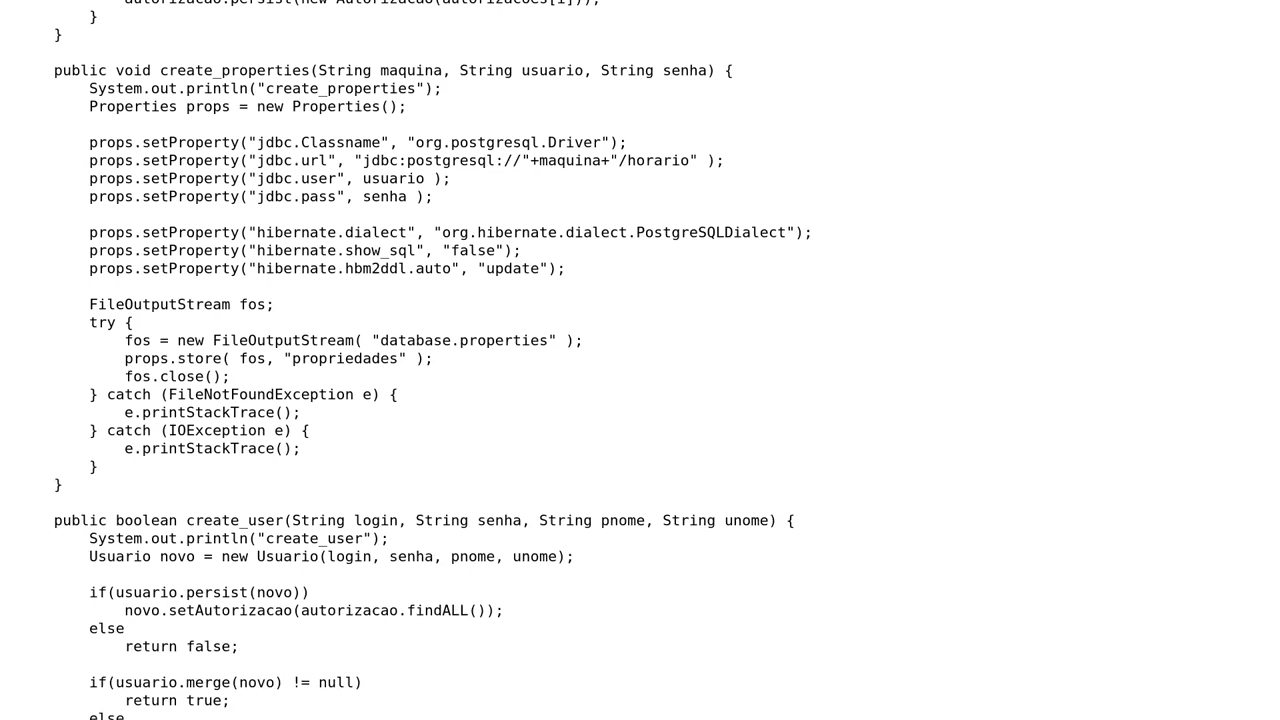 autorizacao.persist(new Autorizacao(autorizacoes[i]));
        }
    }

    public void create_properties(String maquina, String usuario, String senha) {
        System.out.println("create_properties");
        Properties props = new Properties();

        props.setProperty("jdbc.Classname", "org.postgresql.Driver");
        props.setProperty("jdbc.url", "jdbc:postgresql://"+maquina+"/horario" );
        props.setProperty("jdbc.user", usuario );
        props.setProperty("jdbc.pass", senha );

        props.setProperty("hibernate.dialect", "org.hibernate.dialect.PostgreSQLDialect");
        props.setProperty("hibernate.show_sql", "false");
        props.setProperty("hibernate.hbm2ddl.auto", "update");

        FileOutputStream fos;
        try {
            fos = new FileOutputStream( "database.properties" );
            props.store( fos, "propriedades" );
            fos.close();
        } catch (FileNotFoundException e) {
            e.printStackTrace();
        } catch (IOException e) {
            e.printStackTrace();
        }
    }

    public boolean create_user(String login, String senha, String pnome, String unome) {
        System.out.println("create_user");
        Usuario novo = new Usuario(login, senha, pnome, unome);

        if(usuario.persist(novo))
            novo.setAutorizacao(autorizacao.findALL());
        else
            return false;

        if(usuario.merge(novo) != null)
            return true;
        else